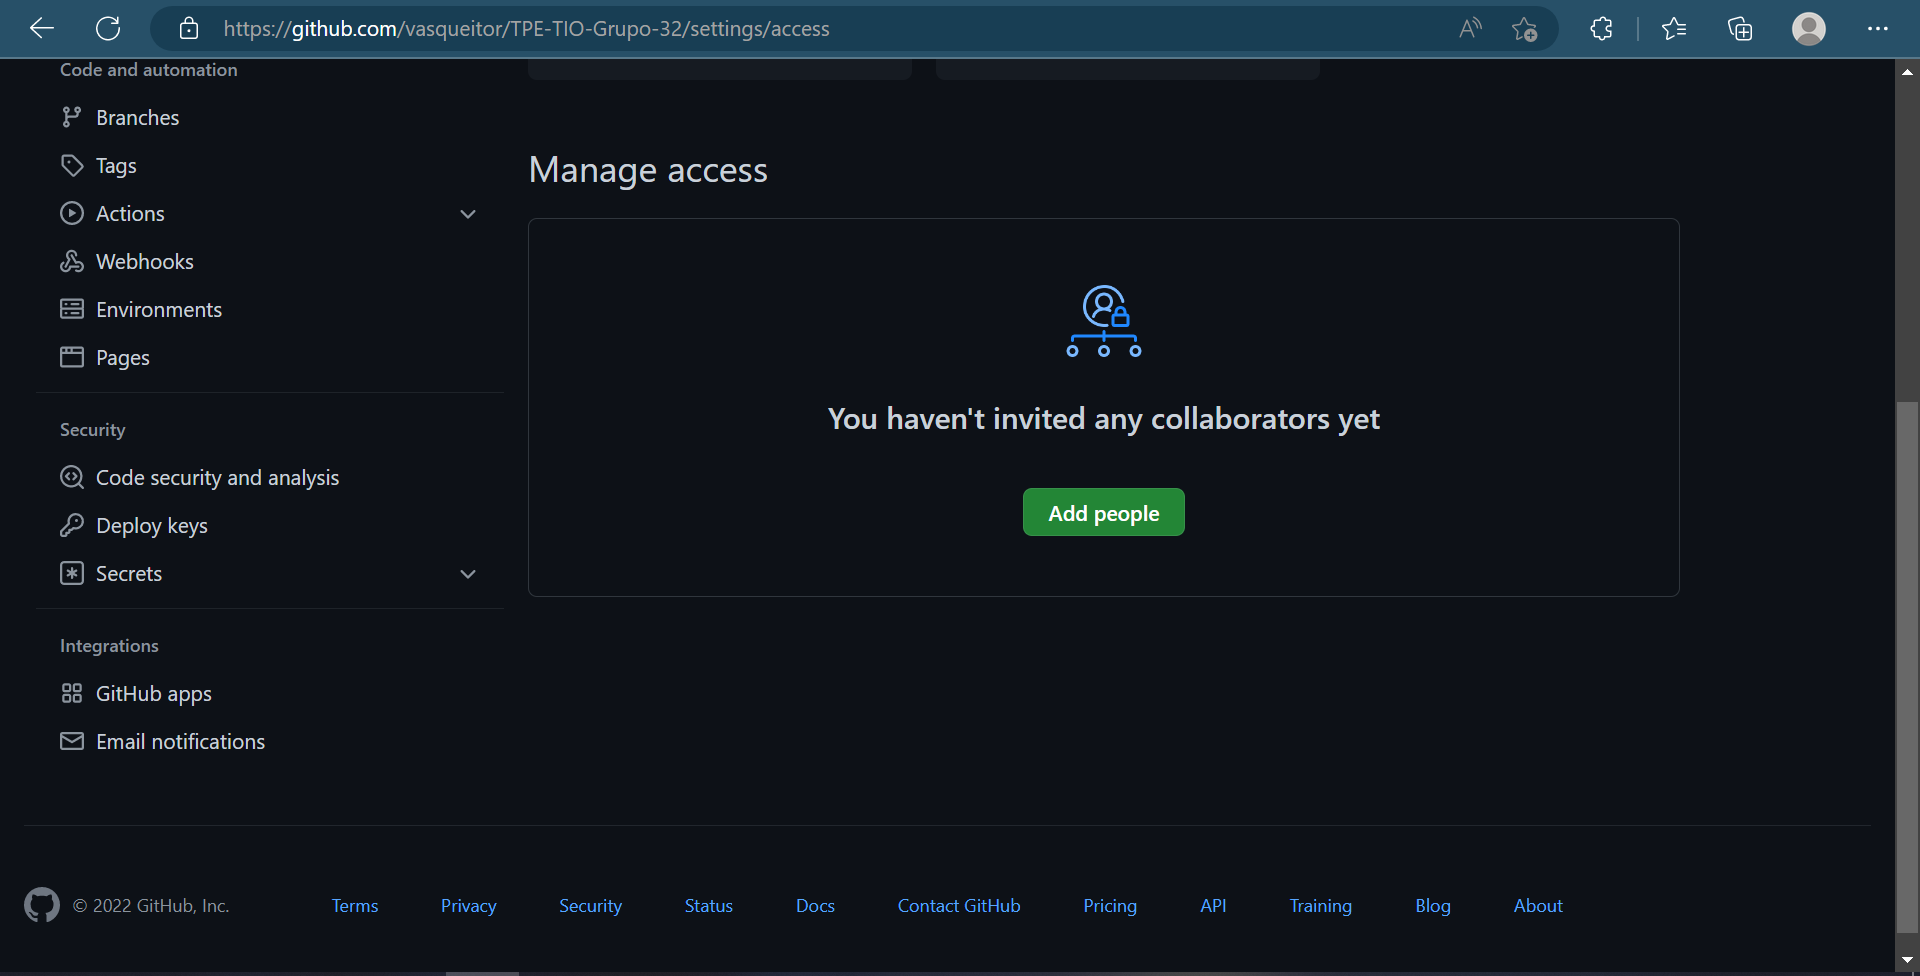 https://github.com/vasqueitor/TPE-TIO-Grupo-32/settings/access
Code and automation
Branches
Tags
Actions
Webhooks
Environments
Pages
Security
Code security and analysis
Deploy keys
Secrets
Integrations
GitHub apps
Email notifications
Manage access
You haven't invited any collaborators yet
Add people
© 2022 GitHub, Inc.
Terms
Privacy
Security
Status
Docs
Contact GitHub
Pricing
API
Training
Blog
About